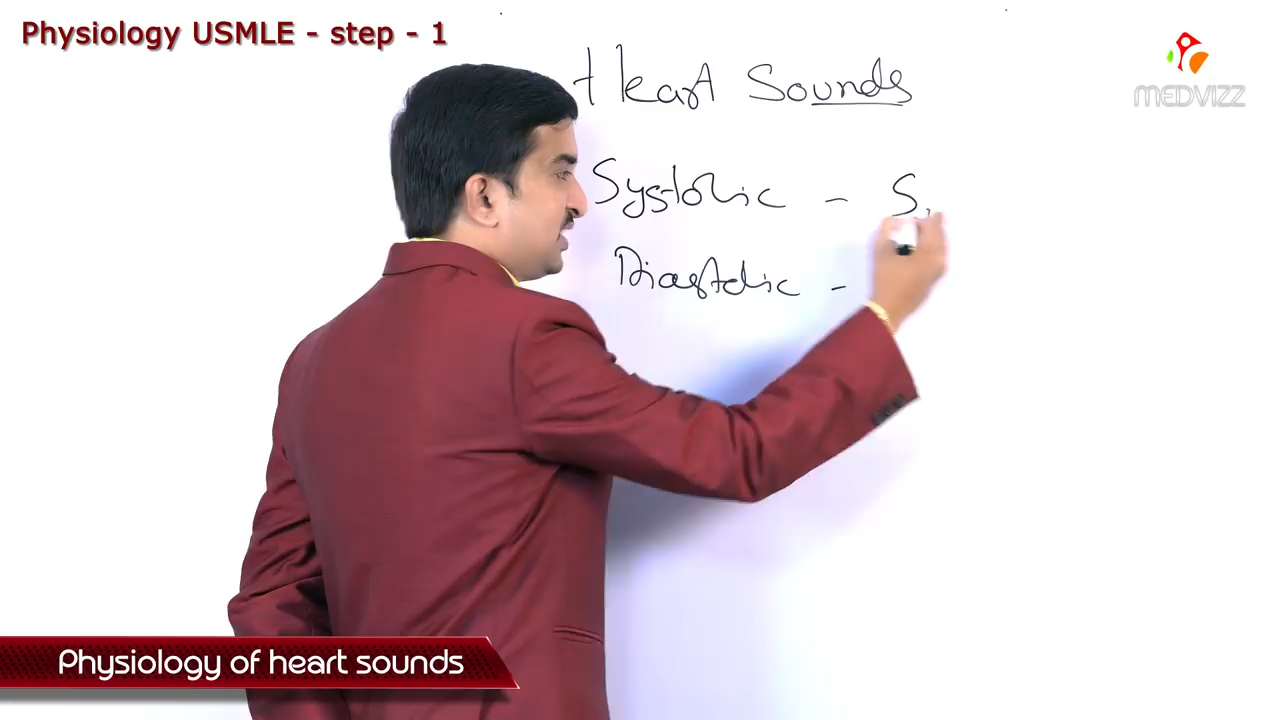 Physiology USMLE - step - 1
MEDVIZZ
Heart Sounds
Systolic - S
Diastolic -
Physiology of heart sounds